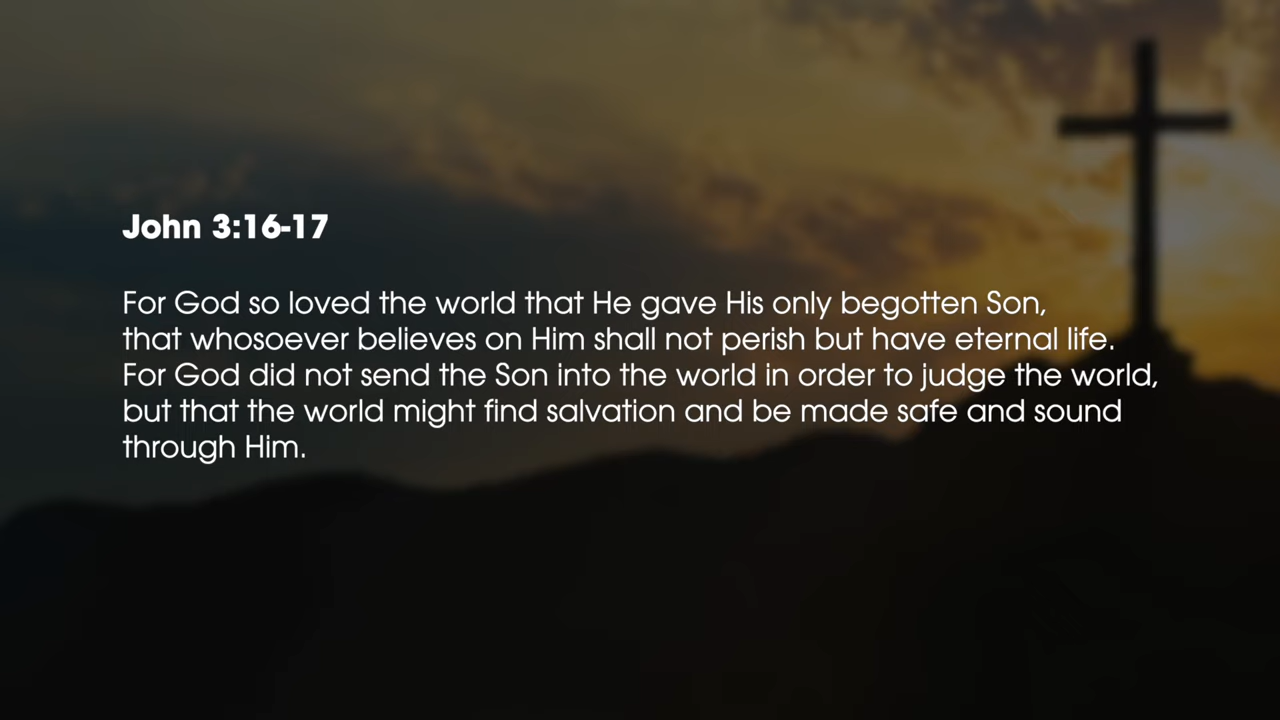 John 3:16-17
For God so loved the world that He gave His only begotten Son,
that whosoever believes on Him shall not perish but have eternal life.
For God did not send the Son into the world in order to judge the world,
but that the world might find salvation and be made safe and sound
through Him.